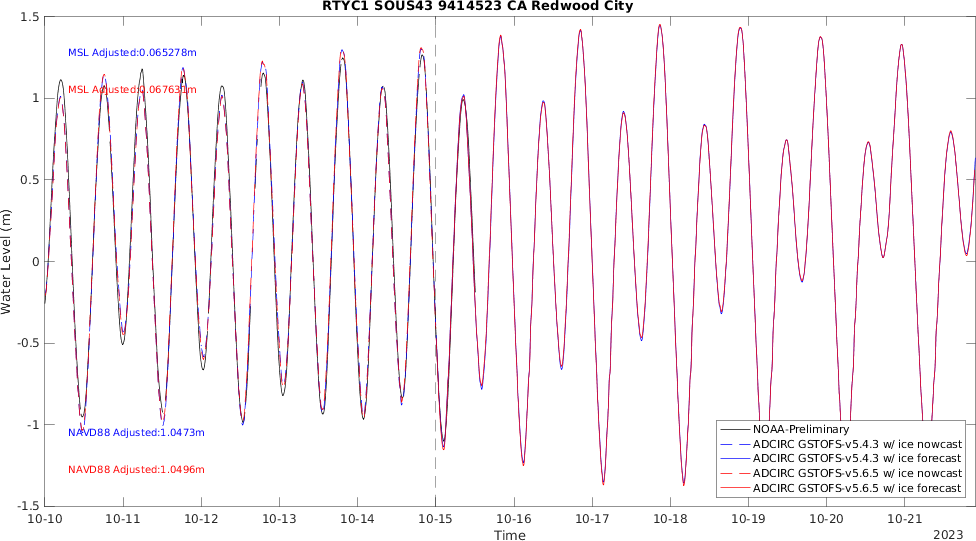 RTYC1 SOUS43 9414523 CA Redwood City
1.5
1
0.5
0
-0.5
-1
-1.5
Water Level (m)
MSL Adjusted:0.065278m
MSL Adjusted:0.067631m
NAVD88 Adjusted:1.0473m
NAVD88 Adjusted:1.0496m
NOAA-Preliminary
ADCIRC GSTOFS-v5.4.3 w/ ice nowcast
ADCIRC GSTOFS-v5.4.3 w/ ice forecast
ADCIRC GSTOFS-v5.6.5 w/ ice nowcast
ADCIRC GSTOFS-v5.6.5 w/ ice forecast
10-10 10-11 10-12 10-13 10-14 10-15 10-16 10-17 10-18 10-19 10-20 10-21
Time
2023